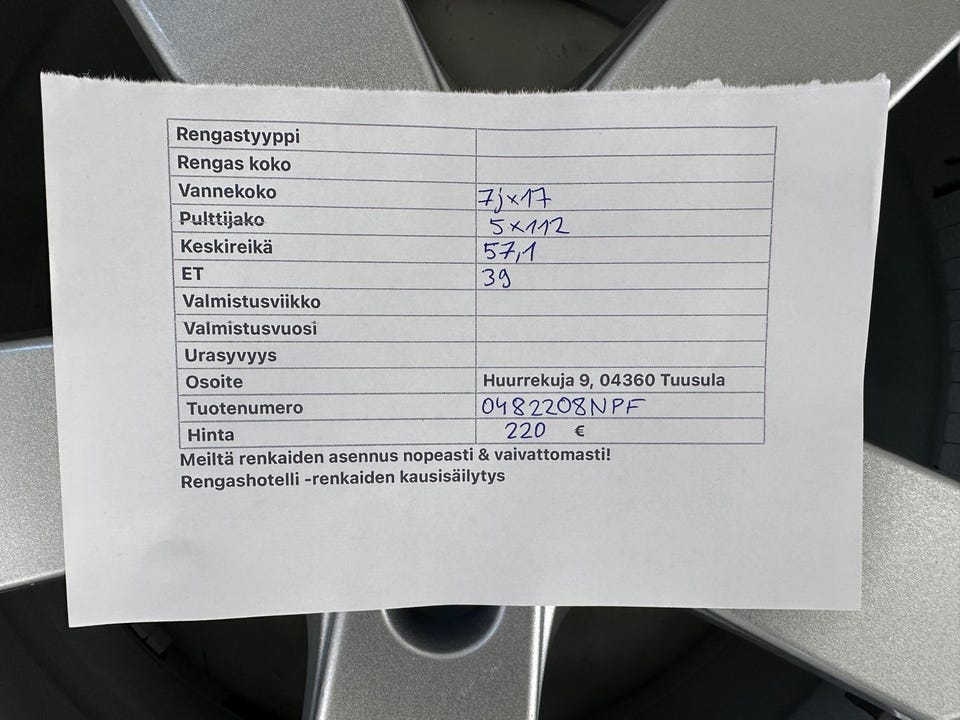 Rengastyyppi
Rengas koko
Vannekoko 7jx17
Pulttijako 5x112
Keskireikä 57,1
ET 39
Valmistusviikko
Valmistusvuosi
Urasyvyys
Osoite Huurrekuja 9, 04360 Tuusula
Tuotenumero 0482208NPF
Hinta 220 €
Meiltä renkaiden asennus nopeasti & vaivattomasti!
Rengashotelli -renkaiden kausisäilytys